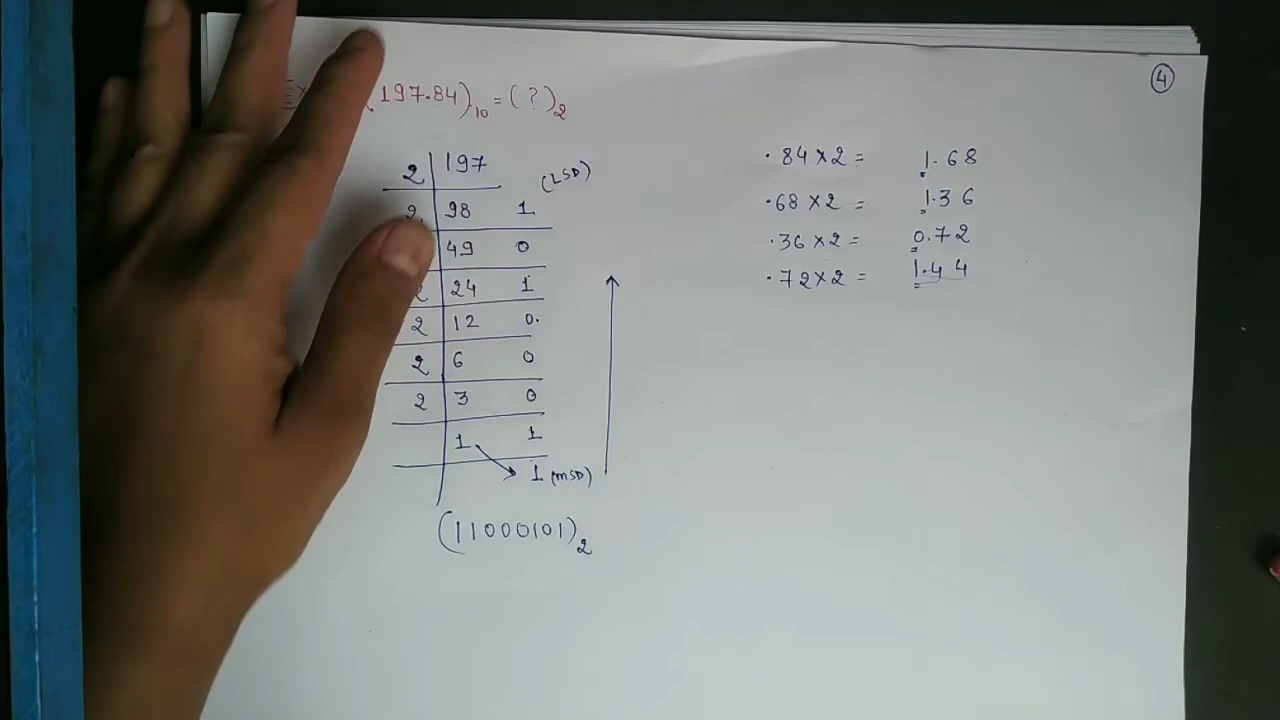 ④
(197.84)10 = (?)2
2 | 197 (LSD)
2 | 98 1
49 0
2 | 24 1
2 | 12 0.
2 | 6 0
2 | 3 0
1 1
1 (MSD)
(11000101)2
.84×2 = 1.68
.68×2 = 1.36
.36×2 = 0.72
.72×2 = 1.44